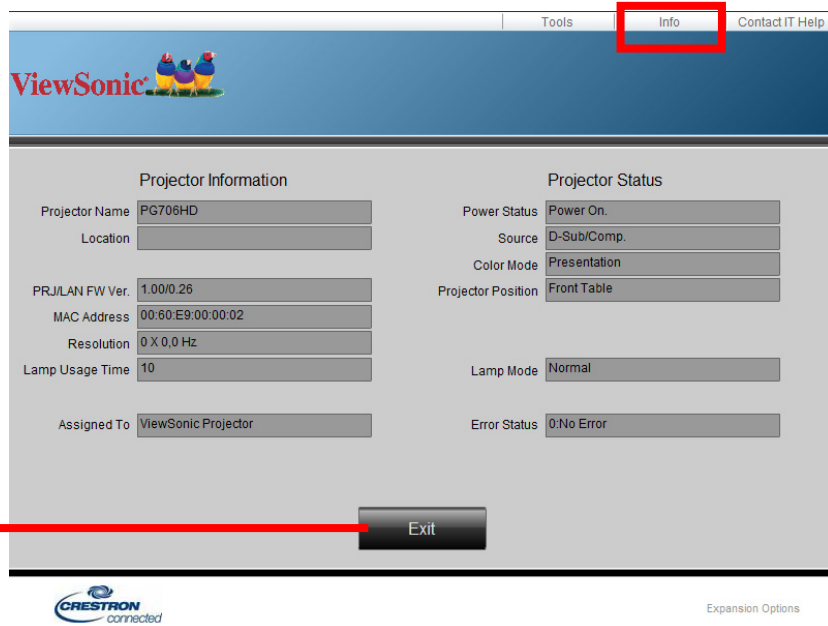 Tools Info Contact IT Help
ViewSonic
Projector Information
Projector Name PG706HD
Location
PRJ/LAN FW Ver. 1.00/0.26
MAC Address 00:60:E9:00:00:02
Resolution 0 X 0,0 Hz
Lamp Usage Time 10
Assigned To ViewSonic Projector
Projector Status
Power Status Power On.
Source D-Sub/Comp.
Color Mode Presentation
Projector Position Front Table
Lamp Mode Normal
Error Status 0:No Error
Exit
CRESTRON
connected
Expansion Options